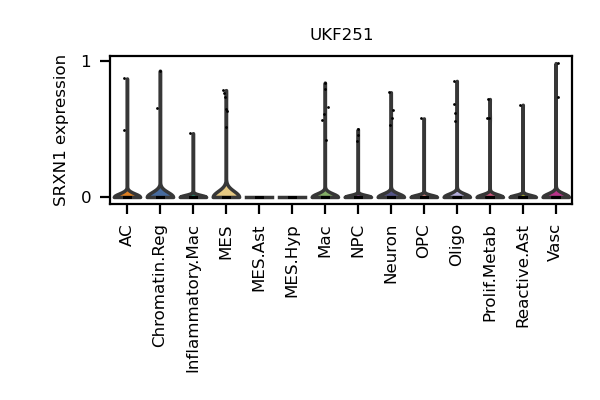 UKF251
SRXN1 expression
1
0
AC
Chromatin.Reg
Inflammatory.Mac
MES
MES.Ast
MES.Hyp
Mac
NPC
Neuron
OPC
Oligo
Prolif.Metab
Reactive.Ast
Vasc